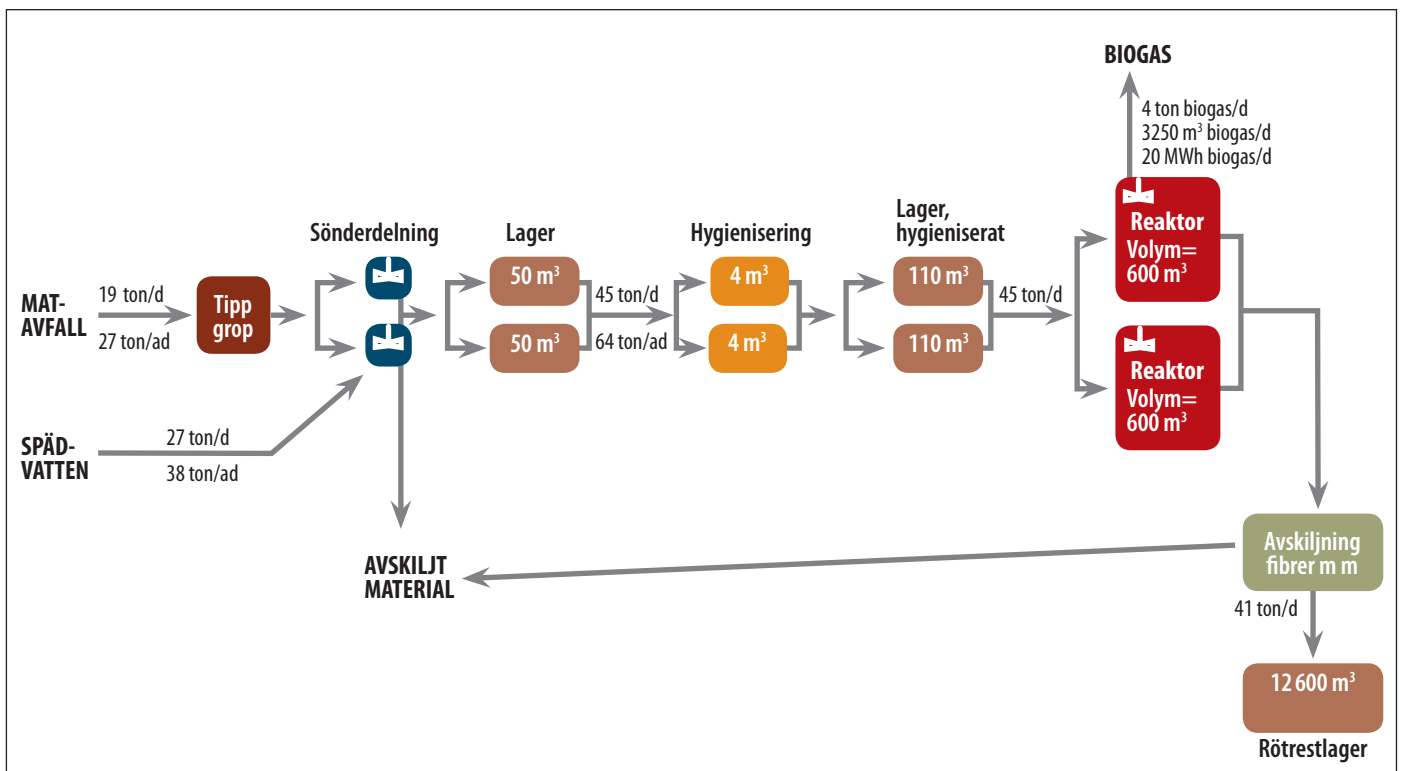 BIOGAS
4 ton biogas/d
3250 m³ biogas/d
20 MWh biogas/d
Sönderdelning
Lager
Hygienisering
Lager,
hygieniserat
Reaktor
Volym=
600 m³
MAT-
AVFALL
19 ton/d
27 ton/ad
Tipp
grop
50 m³
50 m³
45 ton/d
64 ton/ad
4 m³
4 m³
110 m³
110 m³
45 ton/d
Reaktor
Volym=
600 m³
SPÄD-
VATTEN
27 ton/d
38 ton/ad
AVSKILJT
MATERIAL
Avskiljning
fibrer m m
41 ton/d
12 600 m³
Rötrestlager